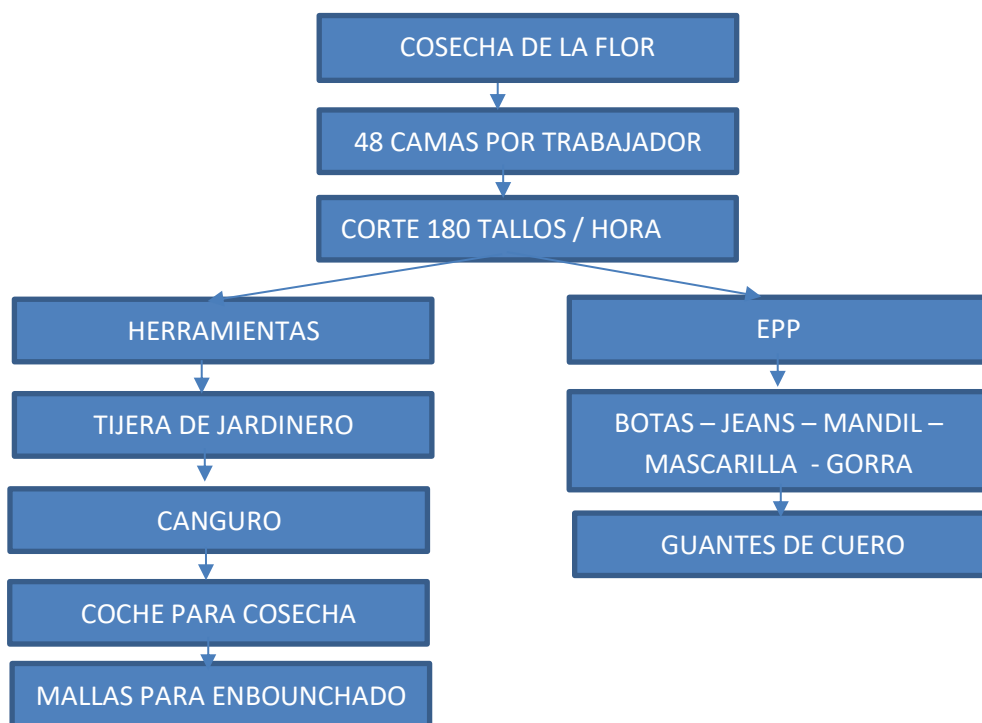 COSECHA DE LA FLOR
48 CAMAS POR TRABAJADOR
CORTE 180 TALLOS / HORA
HERRAMIENTAS
TIJERA DE JARDINERO
CANGURO
COCHE PARA COSECHA
MALLAS PARA ENBOUNCHADO
EPP
BOTAS – JEANS – MANDIL –
MASCARILLA - GORRA
GUANTES DE CUERO